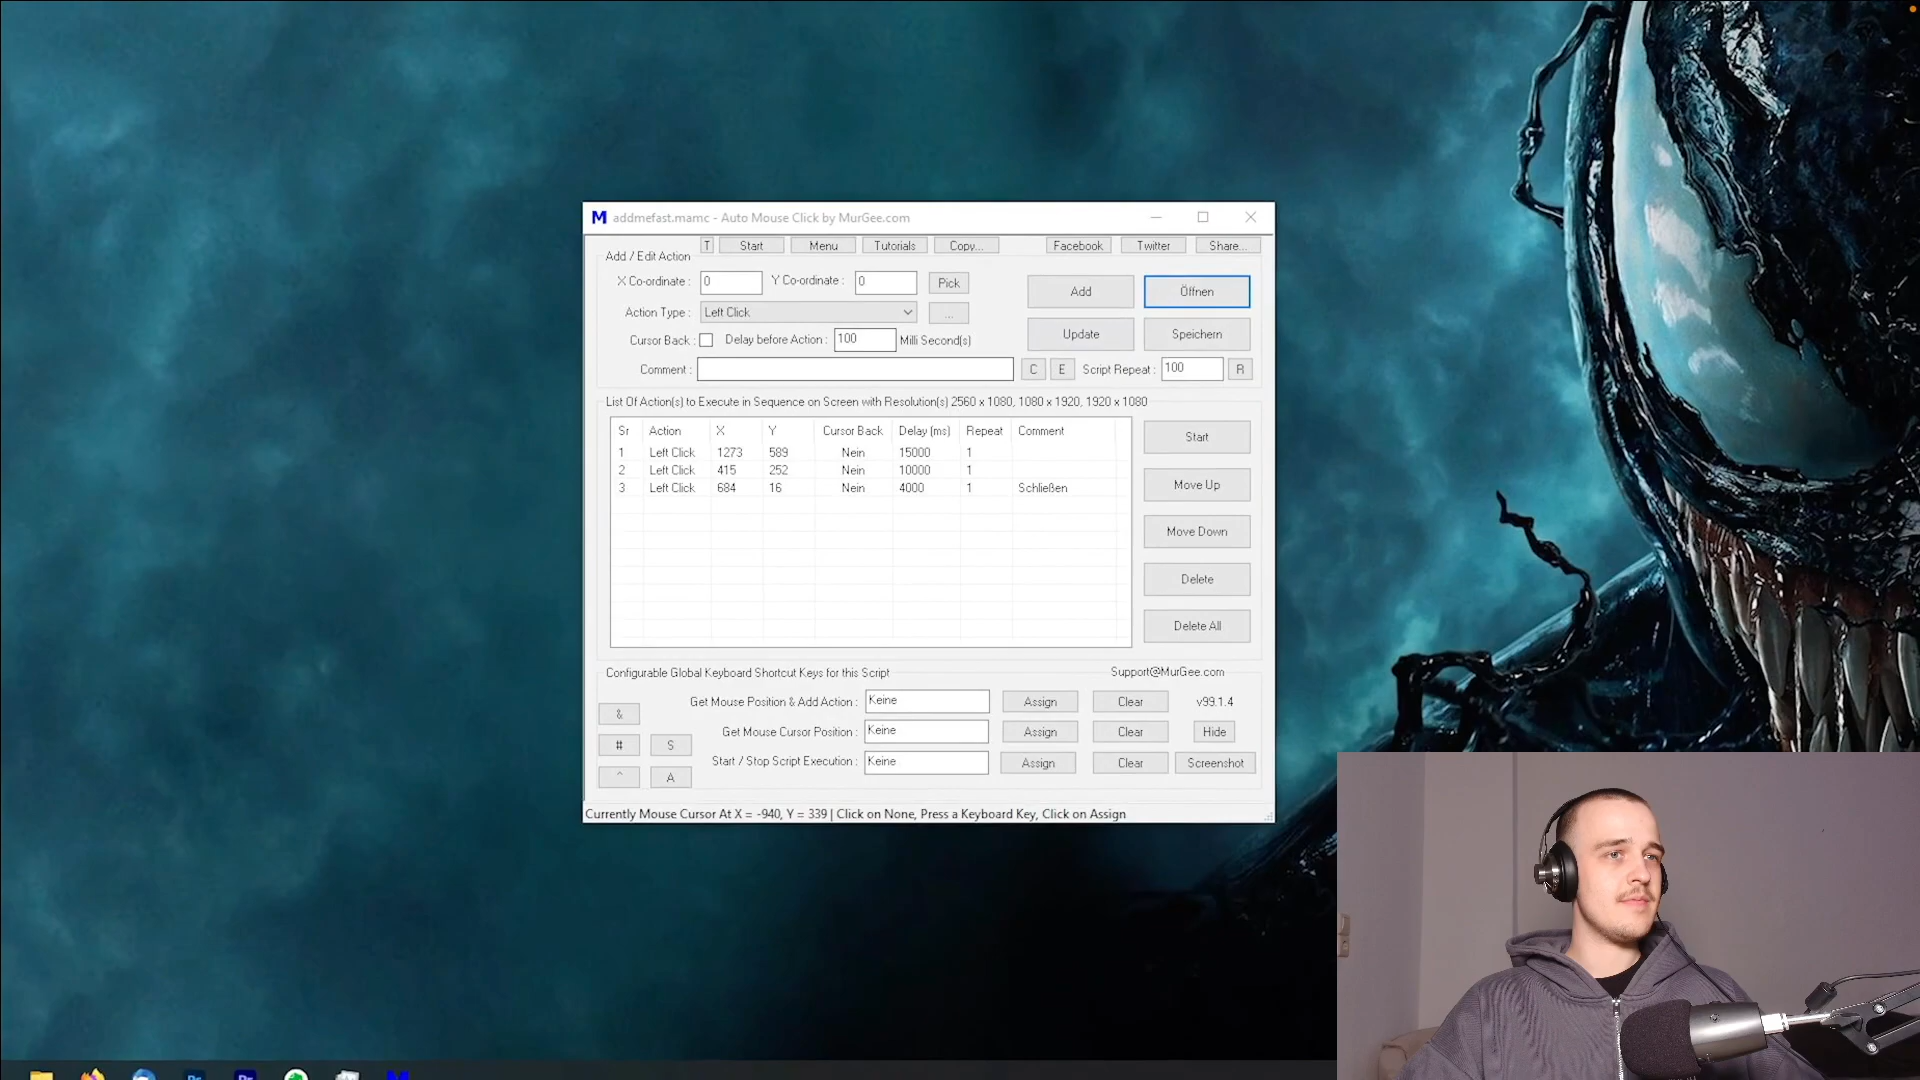 M addmefast.mamc - Auto Mouse Click by MurGee.com
T Start Menu Tutorials Copy... Facebook Twitter Share...
Add / Edit Action
X Co-ordinate : 0 Y Co-ordinate : 0 Pick Add Öffnen
Action Type : Left Click ...
Cursor Back : Delay before Action : 100 Milli Second(s) Update Speichern
Comment : C E Script Repeat : 100 R
List Of Action(s) to Execute in Sequence on Screen with Resolution(s) 2560 x 1080, 1080 x 1920, 1920 x 1080
Sr Action X Y Cursor Back Delay (ms) Repeat Comment
1 Left Click 1273 589 Nein 15000 1
2 Left Click 415 252 Nein 10000 1
3 Left Click 684 16 Nein 4000 1 Schließen
Start
Move Up
Move Down
Delete
Delete All
Configurable Global Keyboard Shortcut Keys for this Script Support@MurGee.com
Get Mouse Position & Add Action : Keine Assign Clear v99.1.4
&
Get Mouse Cursor Position : Keine Assign Clear Hide
# S
Start / Stop Script Execution : Keine Assign Clear Screenshot
^ A
Currently Mouse Cursor At X = -940, Y = 339 | Click on None, Press a Keyboard Key, Click on Assign